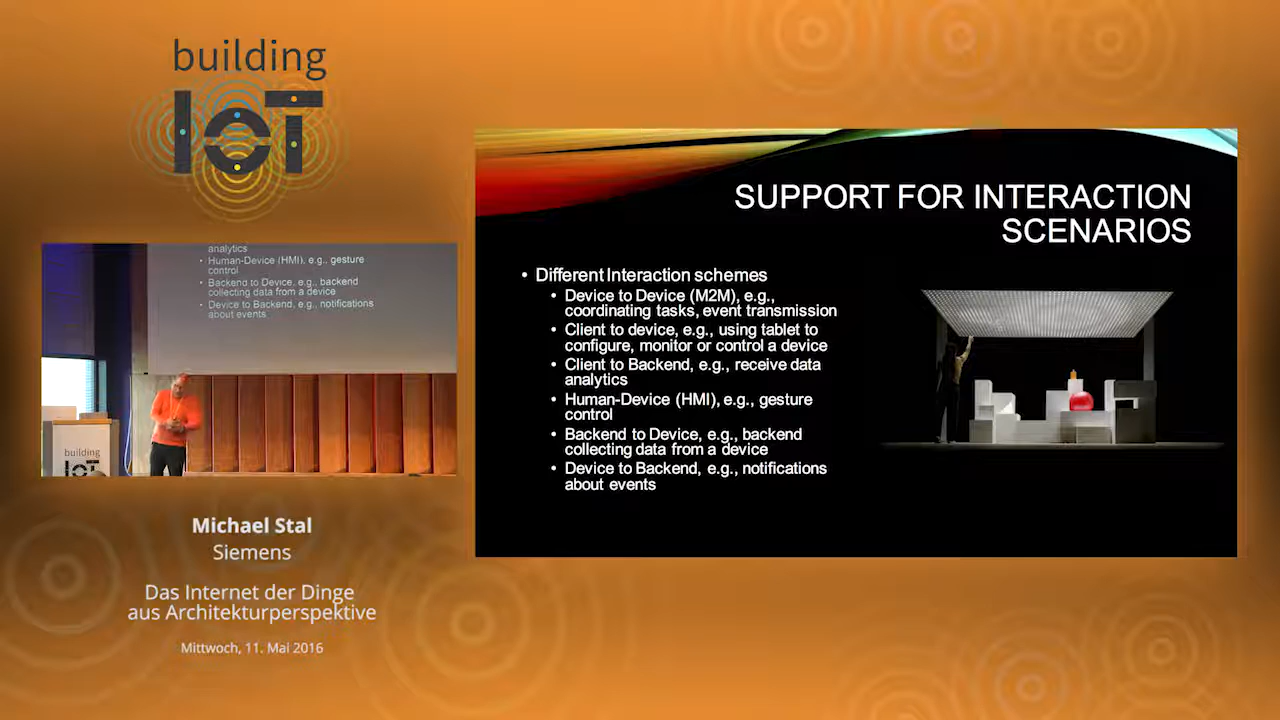 building
IoT
analytics
Human-Device (HMI), e.g., gesture
control
Backend to Device, e.g., backend
collecting data from a device
Device to Backend, e.g., notifications
about events
building
IoT
Michael Stal
Siemens
Das Internet der Dinge
aus Architekturperspektive
Mittwoch, 11. Mai 2016
SUPPORT FOR INTERACTION
SCENARIOS
• Different Interaction schemes
• Device to Device (M2M), e.g.,
coordinating tasks, event transmission
• Client to device, e.g., using tablet to
configure, monitor or control a device
• Client to Backend, e.g., receive data
analytics
• Human-Device (HMI), e.g., gesture
control
• Backend to Device, e.g., backend
collecting data from a device
• Device to Backend, e.g., notifications
about events